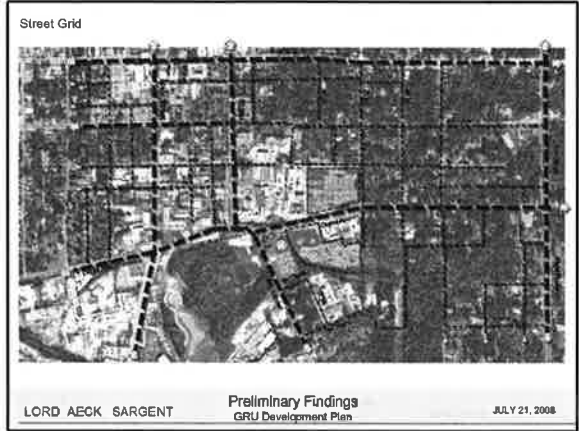 Street Grid
LORD AECK SARGENT
Preliminary Findings
GRU Development Plan
JULY 21, 2008